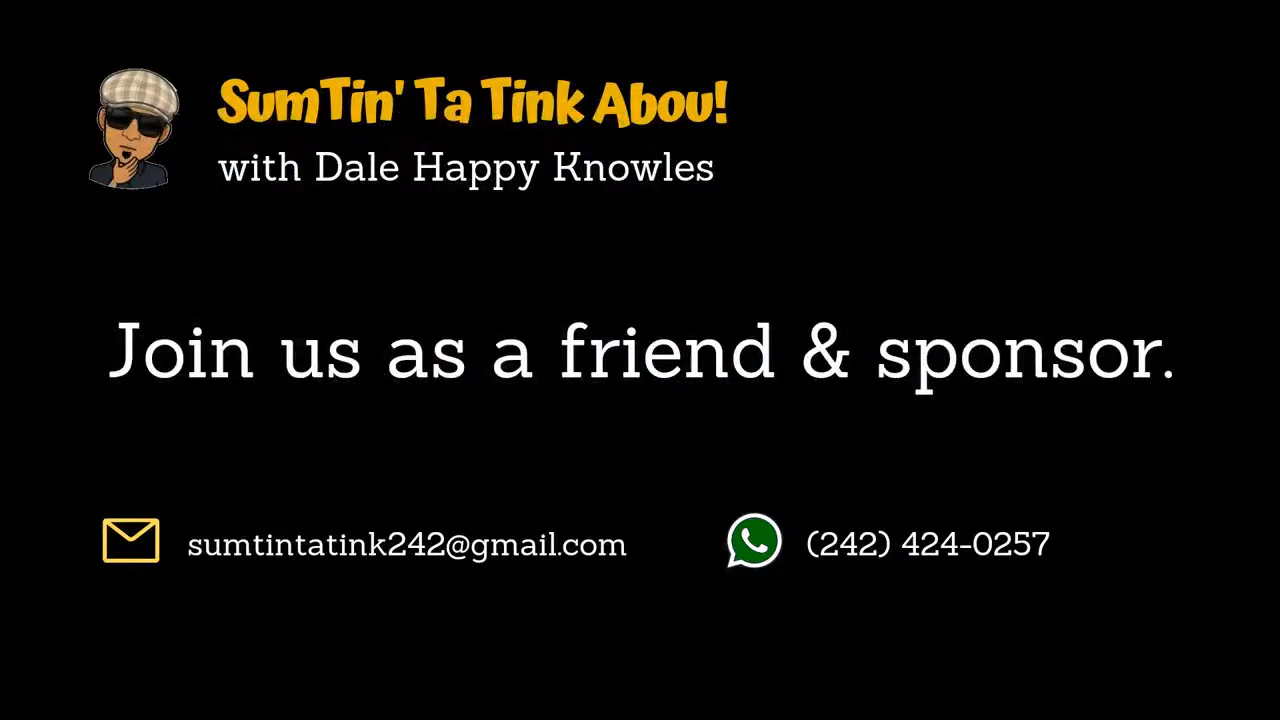 SumTin' Ta Tink Abou!
with Dale Happy Knowles
Join us as a friend & sponsor.
sumtintatink242@gmail.com
(242) 424-0257